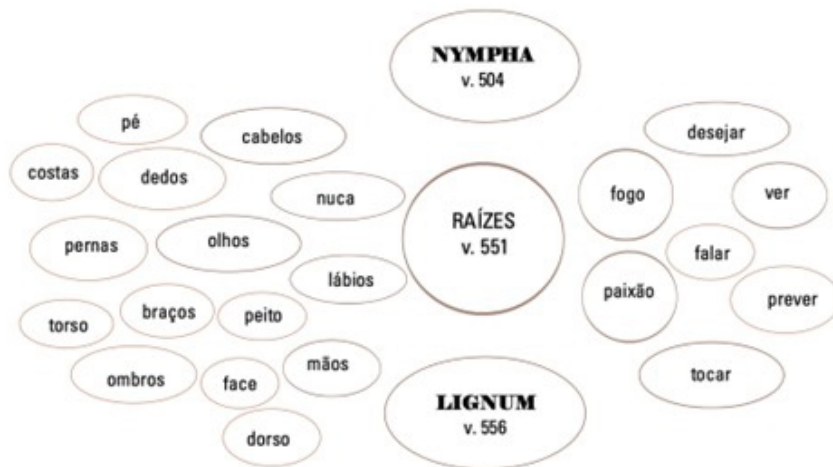 NYMPHA
v. 504
pé
cabelos
desejar
costas
dedos
nuca
fogo
ver
RAÍZES
v. 551
pernas
olhos
falar
lábios
paixão
prever
torso
braços
peito
ombros
face
mãos
tocar
LIGNUM
v. 556
dorso